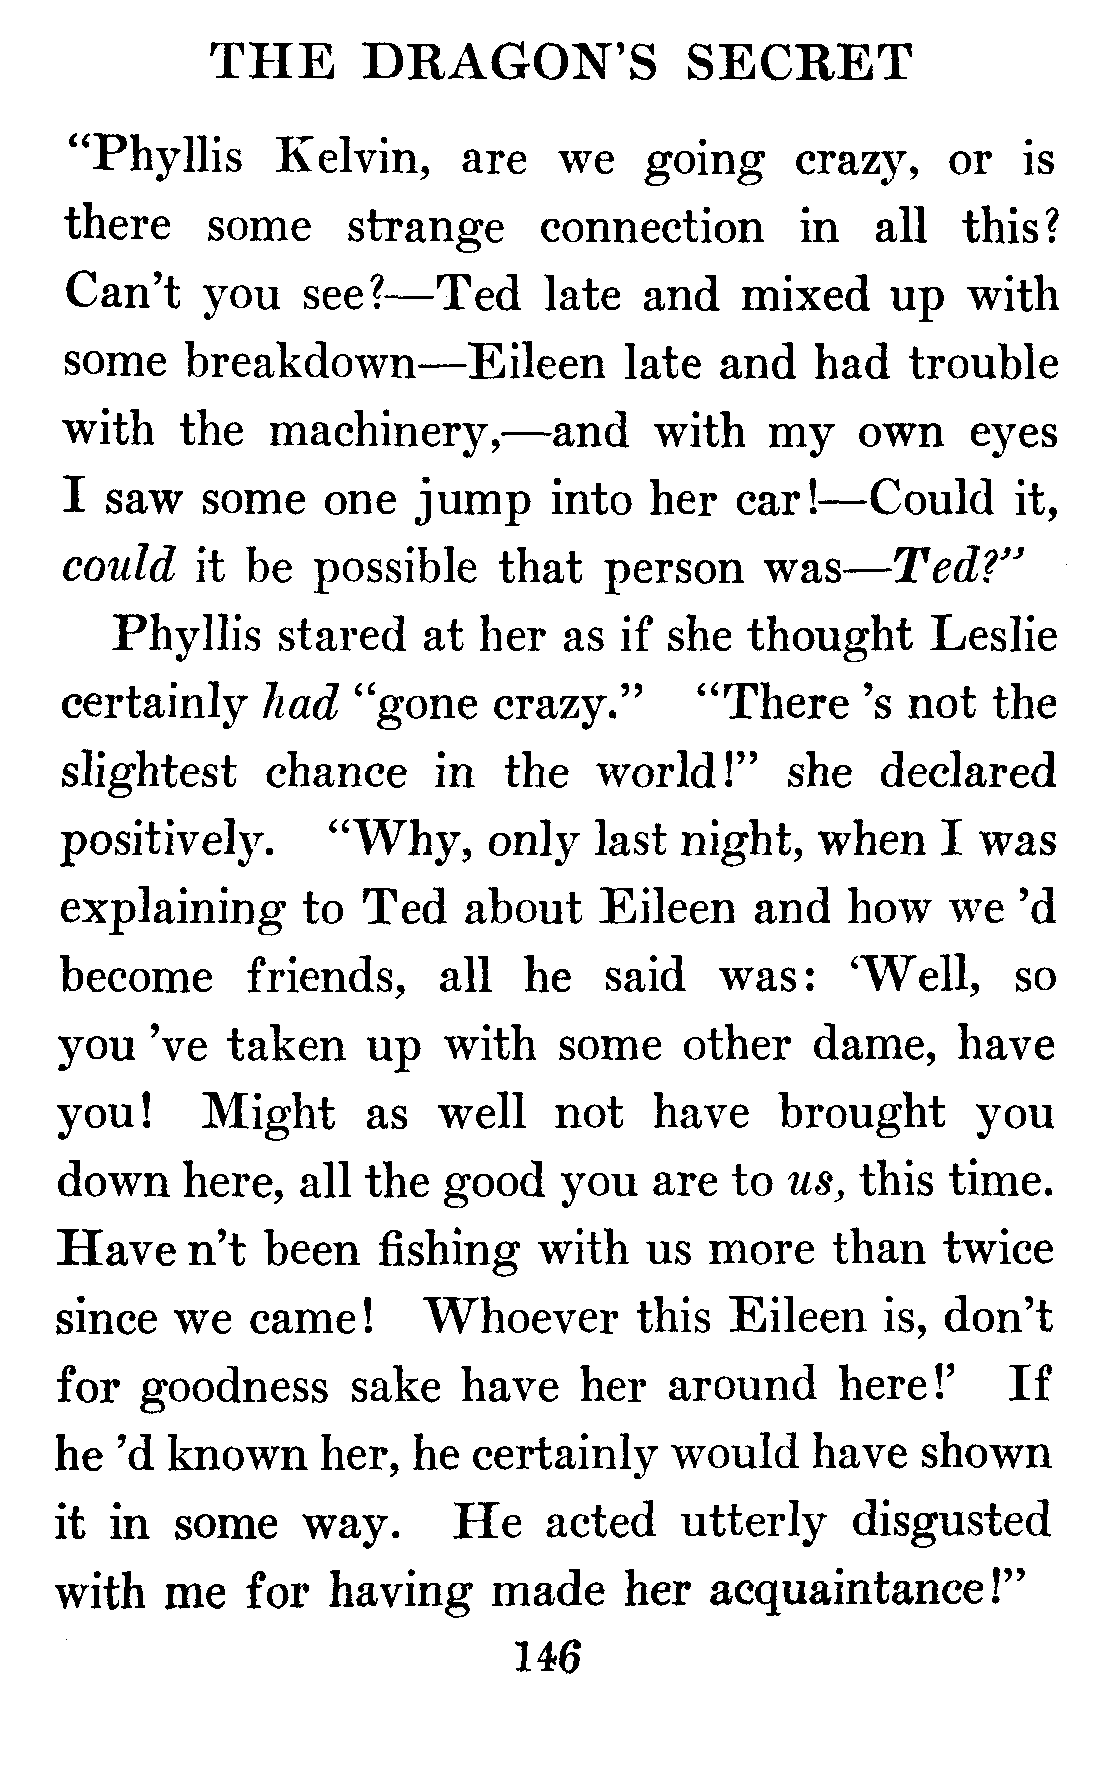 THE DRAGON'S SECRET
“Phyllis Kelvin, are we going crazy, or is
there some strange connection in all this?
Can't you see?—Ted late and mixed up with
some breakdown—Eileen late and had trouble
with the machinery,—and with my own eyes
I saw some one jump into her car!—Could it,
could it be possible that person was—Ted?”
Phyllis stared at her as if she thought Leslie
certainly had “gone crazy.” “There 's not the
slightest chance in the world!” she declared
positively. “Why, only last night, when I was
explaining to Ted about Eileen and how we 'd
become friends, all he said was: ‘Well, so
you 've taken up with some other dame, have
you! Might as well not have brought you
down here, all the good you are to us, this time.
Have n't been fishing with us more than twice
since we came! Whoever this Eileen is, don't
for goodness sake have her around here!’ If
he 'd known her, he certainly would have shown
it in some way. He acted utterly disgusted
with me for having made her acquaintance!”
146